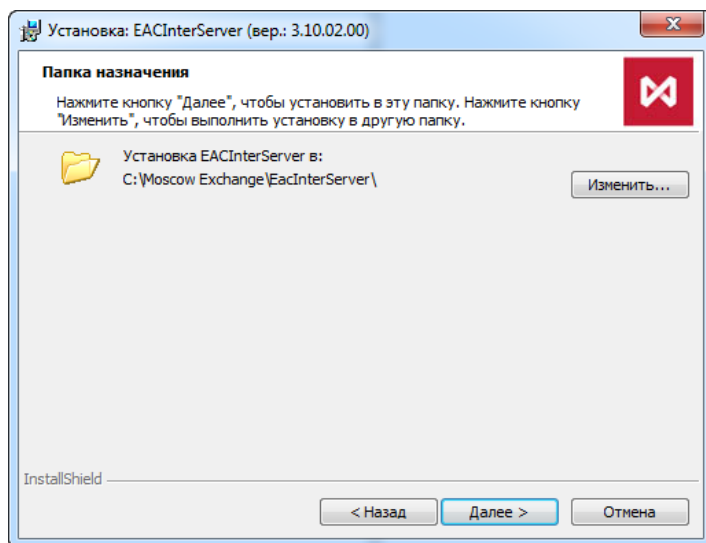 Установка: EACInterServer (вер.: 3.10.02.00)
Папка назначения
Нажмите кнопку "Далее", чтобы установить в эту папку. Нажмите кнопку
"Изменить", чтобы выполнить установку в другую папку.
Установка EACInterServer в:
C:\Moscow Exchange\EacInterServer\
Изменить...
InstallShield
< Назад
Далее >
Отмена